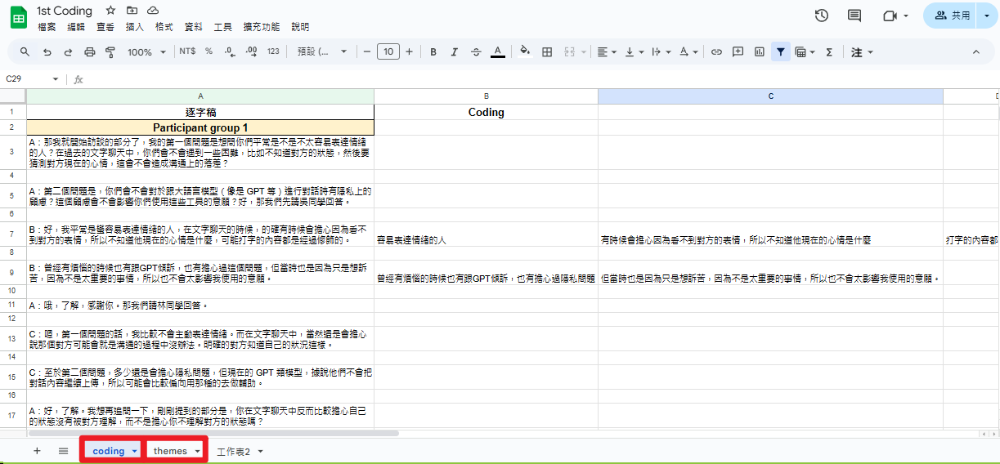 1st Coding
檔案 編輯 查看 插入 格式 資料 工具 擴充功能 說明
共用
100% NT$ % .0 .00 123 預設 (... 10 B I A Σ 注
C29 fx
A B C D
1 逐字稿 Coding
2 Participant group 1
3 A：那我就開始訪談的部分了，我的第一個問題是想問你們平常是不是不太容易表達情緒
的人？在過去的文字聊天中，你們會不會遇到一些困難，比如不知道對方的狀態，然後要
猜測對方現在的心情，這會不會造成溝通上的落差？
4
5 A：第二個問題是，你們會不會對於跟大語言模型（像是 GPT 等）進行對話時有隱私上的
顧慮？這個顧慮會不會影響你們使用這些工具的意願？好，那我們先請吳同學回答。
6
7 B：好，我平常是蠻容易表達情緒的人，在文字聊天的時候，的確有時候會擔心因為看不
到對方的表情，所以不知道他現在的心情是什麼，可能打字的內容都是經過修飾的。
容易表達情緒的人 有時候會擔心因為看不到對方的表情，所以不知道他現在的心情是什麼 打字的內容都
8
9 B：曾經有煩惱的時候也有跟GPT傾訴，也有擔心過這個問題，但當時也是因為只是想訴
苦，因為不是太重要的事情，所以也不會太影響我使用的意願。
曾經有煩惱的時候也有跟GPT傾訴，也有擔心過隱私問題 但當時也是因為只是想訴苦，因為不是太重要的事情，所以也不會太影響我使用的意願。
10
11 A：哦，了解，感謝你。那我們請林同學回答。
12
13 C：嗯，第一個問題的話，我比較不會主動表達情緒。而在文字聊天中，當然還是會擔心
說那個對方可能會就是溝通的過程中沒辦法。明確的對方知道自己的狀況這樣。
14
15 C：至於第二個問題，多少還是會擔心隱私問題，但現在的 GPT 類模型，據說他們不會把
對話內容繼續上傳，所以可能會比較偏向用那種的去做輔助。
16
17 A：好，了解。我想再追問一下，剛剛提到的部分是，你在文字聊天中反而比較擔心自己
的狀態沒有被對方理解，而不是擔心你不理解對方的狀態嗎？
coding themes 工作表2